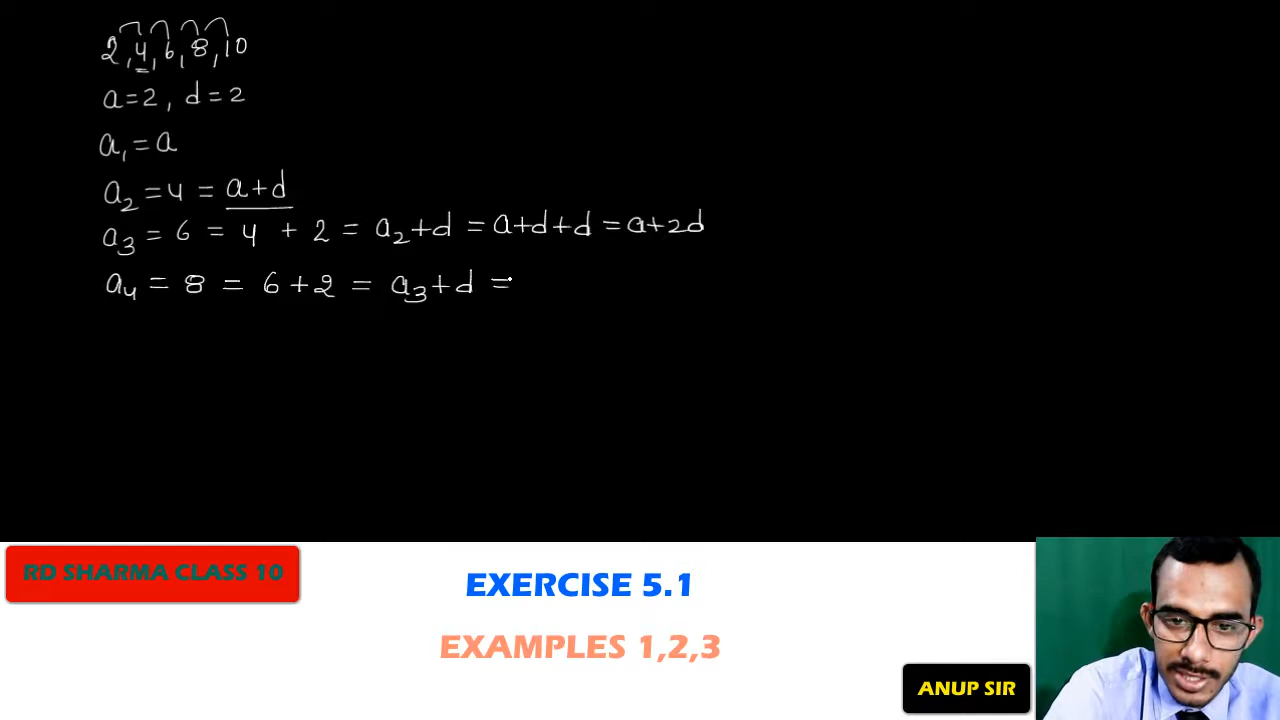 2, 4, 6, 8, 10
a = 2, d = 2
a₁ = a
a₂ = 4 = a+d
a₃ = 6 = 4 + 2 = a₂+d = a+d+d = a+2d
a₄ = 8 = 6+2 = a₃+d =
RD SHARMA CLASS 10
EXERCISE 5.1
EXAMPLES 1,2,3
ANUP SIR